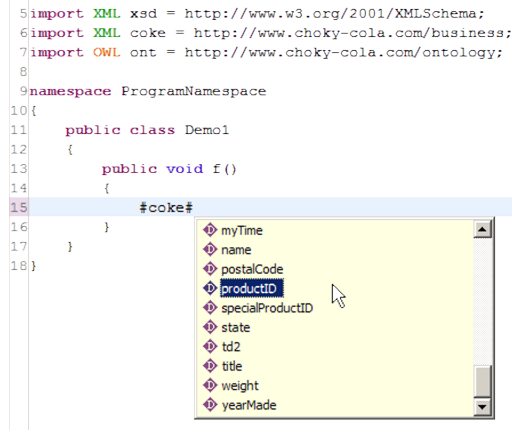 5 import XML xsd = http://www.w3.org/2001/XMLSchema;
6 import XML coke = http://www.choky-cola.com/business;
7 import OWL ont = http://www.choky-cola.com/ontology;
8
9 namespace ProgramNamespace
10 {
11 public class Demo1
12 {
13 public void f()
14 {
15 #coke#
16 }
17 }
18 }
D myTime
D name
D postalCode
D productID
D specialProductID
D state
D td2
D title
D weight
D yearMade